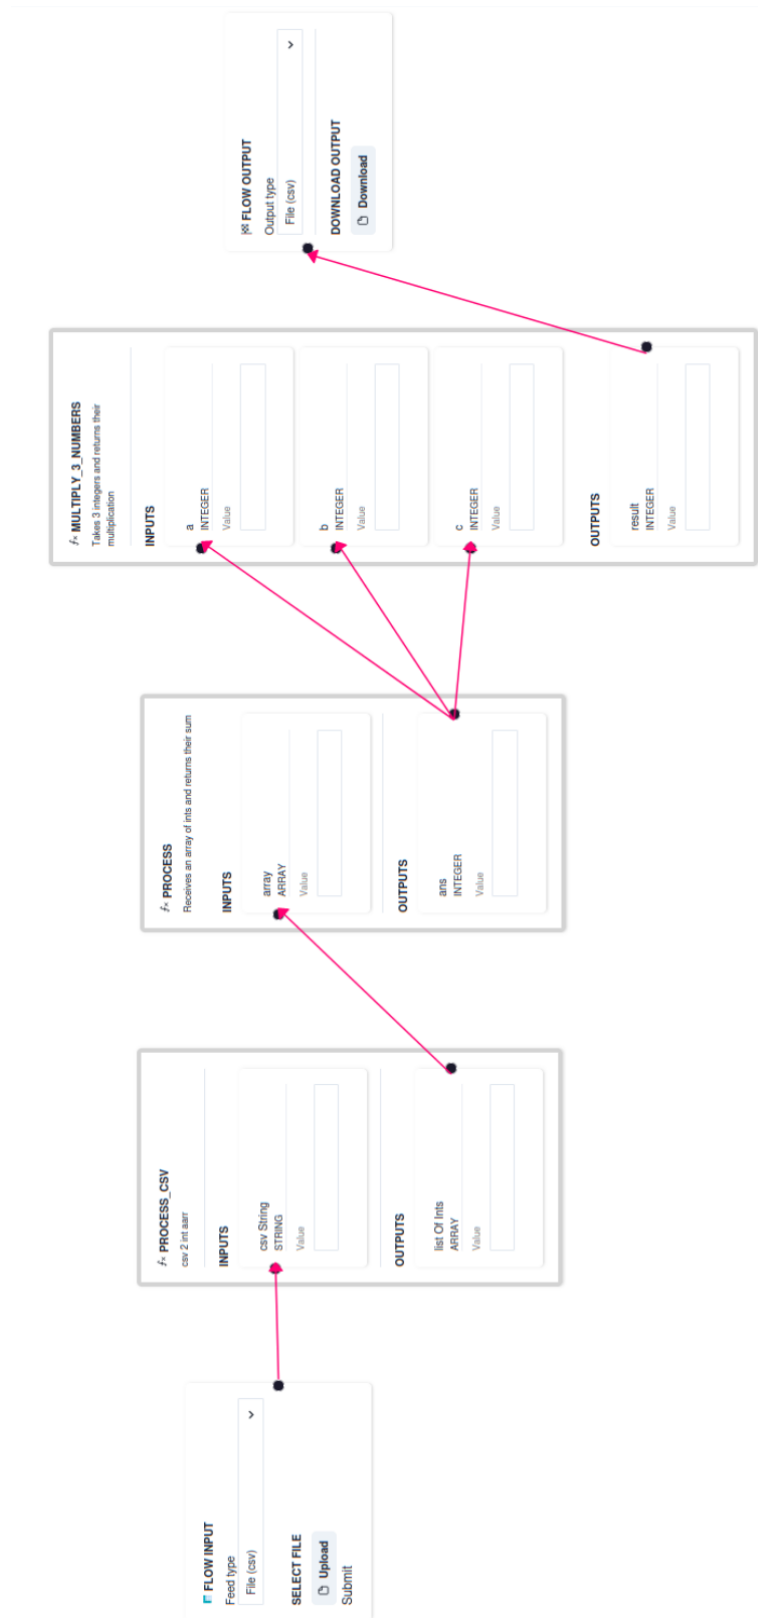 FLOW INPUT
Feed type
File (csv)
SELECT FILE
Upload
Submit
fx PROCESS_CSV
csv 2 int aarr
INPUTS
csv String
STRING
Value
OUTPUTS
list Of Ints
ARRAY
Value
fx PROCESS
Receives an array of ints and returns their sum
INPUTS
array
ARRAY
Value
OUTPUTS
ans
INTEGER
Value
fx MULTIPLY_3_NUMBERS
Takes 3 integers and returns their
multiplication
INPUTS
a
INTEGER
Value
b
INTEGER
Value
c
INTEGER
Value
OUTPUTS
result
INTEGER
Value
FLOW OUTPUT
Output type
File (csv)
DOWNLOAD OUTPUT
Download